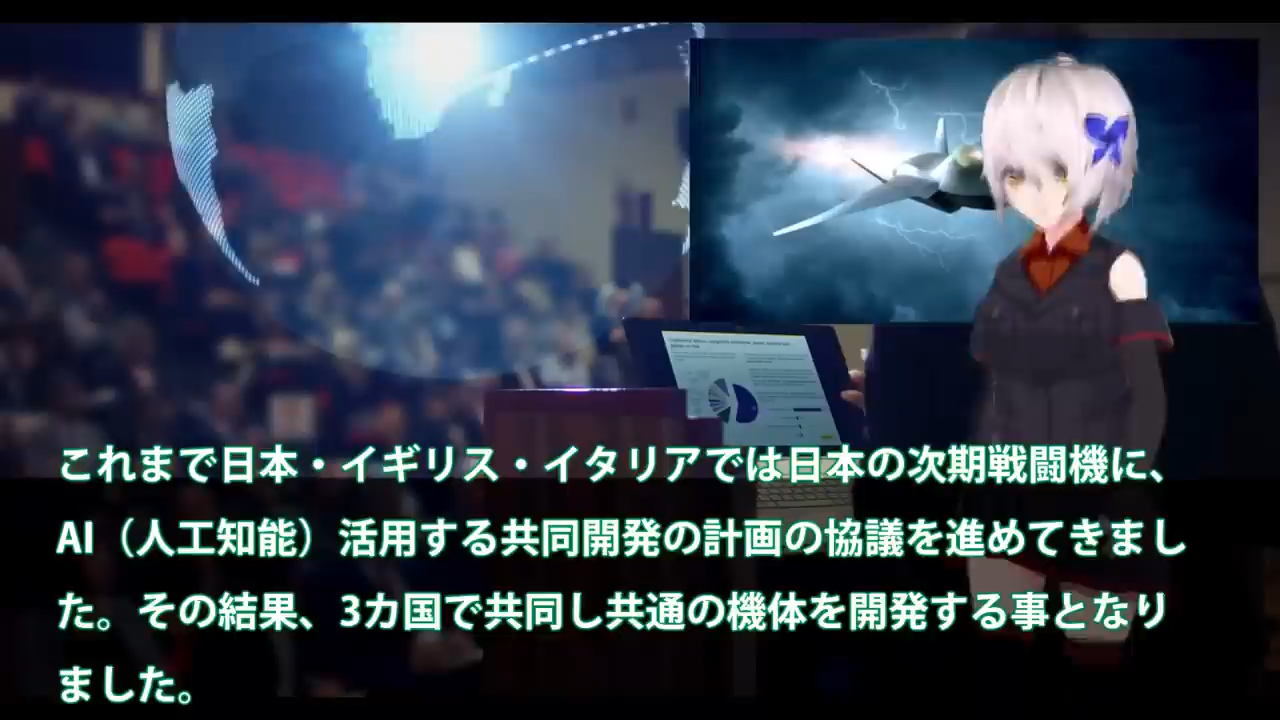 これまで日本・イギリス・イタリアでは日本の次期戦闘機に、
AI（人工知能）活用する共同開発の計画の協議を進めてきまし
た。その結果、3カ国で共同し共通の機体を開発する事となり
ました。